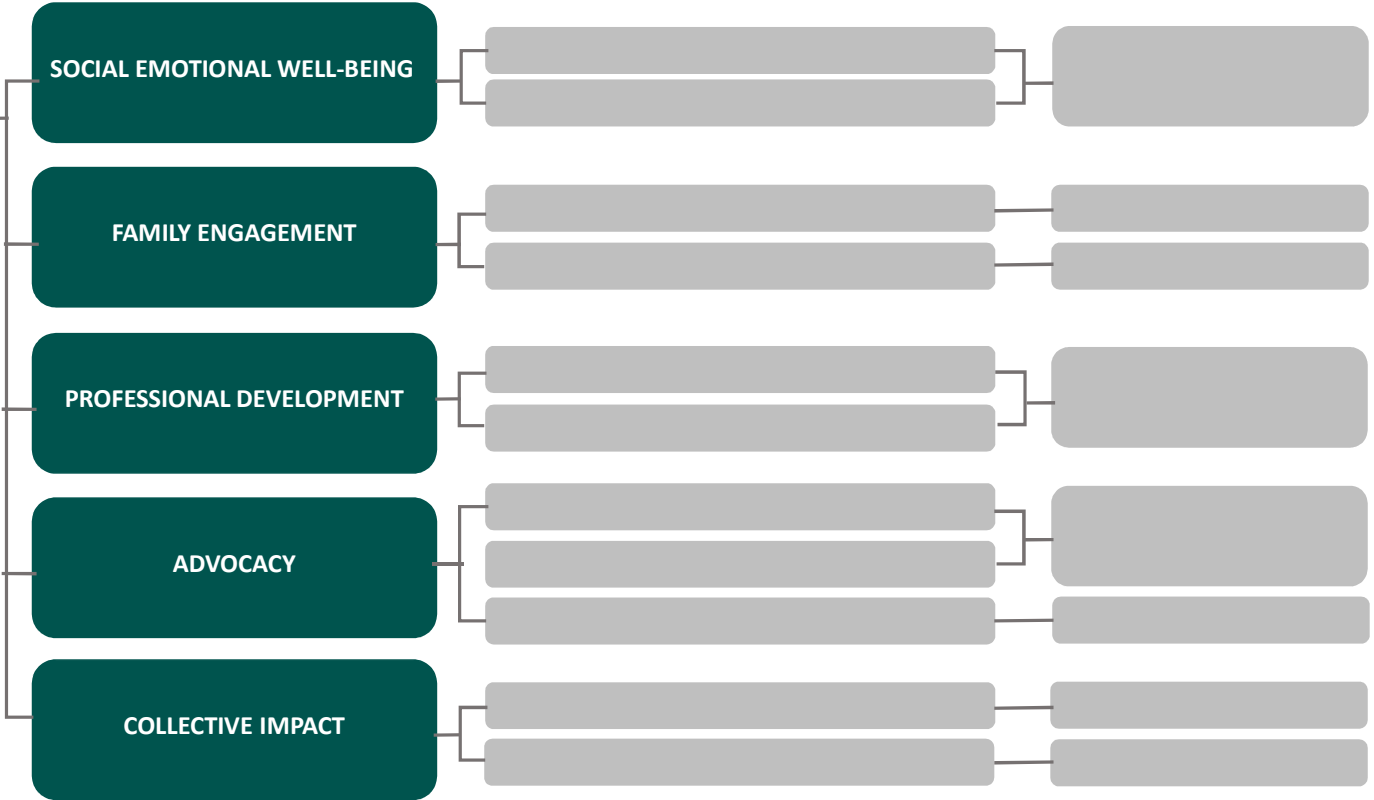 SOCIAL EMOTIONAL WELL-BEING
FAMILY ENGAGEMENT
PROFESSIONAL DEVELOPMENT
ADVOCACY
COLLECTIVE IMPACT